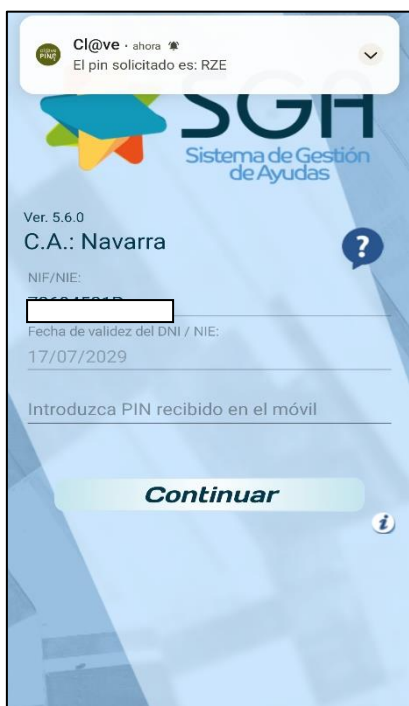 Cl@ve · ahora
El pin solicitado es: RZE
SGA
Sistema de Gestión
de Ayudas
Ver. 5.6.0
C.A.: Navarra
?
NIF/NIE:
Fecha de validez del DNI / NIE:
17/07/2029
Introduzca PIN recibido en el móvil
Continuar
i